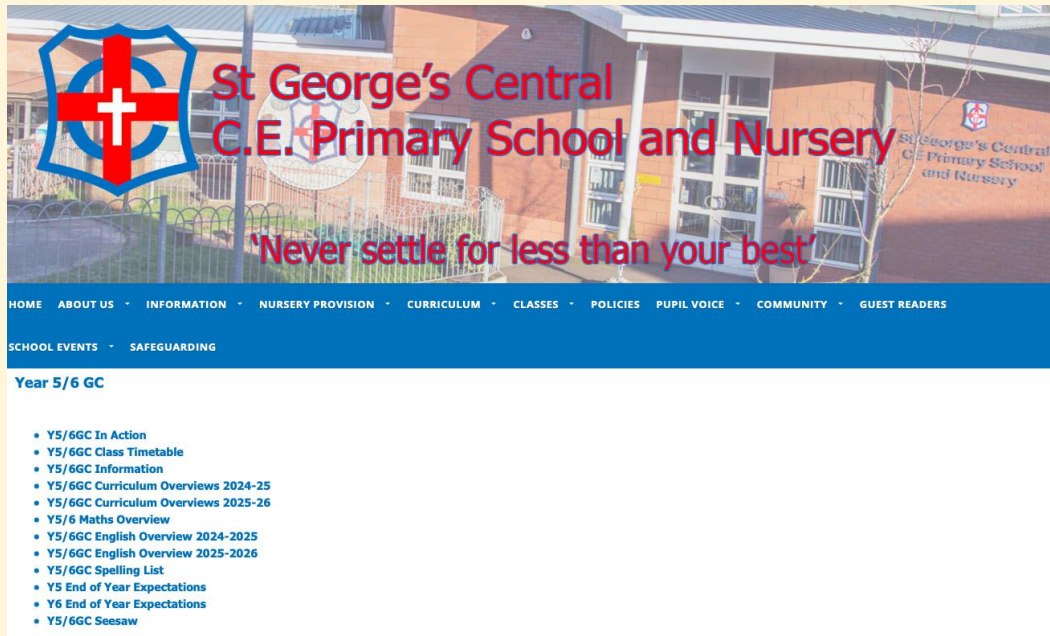 St George's Central
C.E. Primary School and Nursery
St George's Central
CE Primary School
and Nursery
'Never settle for less than your best'
HOME ABOUT US INFORMATION NURSERY PROVISION CURRICULUM CLASSES POLICIES PUPIL VOICE COMMUNITY GUEST READERS
SCHOOL EVENTS SAFEGUARDING
Year 5/6 GC
• Y5/6GC In Action
• Y5/6GC Class Timetable
• Y5/6GC Information
• Y5/6GC Curriculum Overviews 2024-25
• Y5/6GC Curriculum Overviews 2025-26
• Y5/6 Maths Overview
• Y5/6GC English Overview 2024-2025
• Y5/6GC English Overview 2025-2026
• Y5/6GC Spelling List
• Y5 End of Year Expectations
• Y6 End of Year Expectations
• Y5/6GC Seesaw